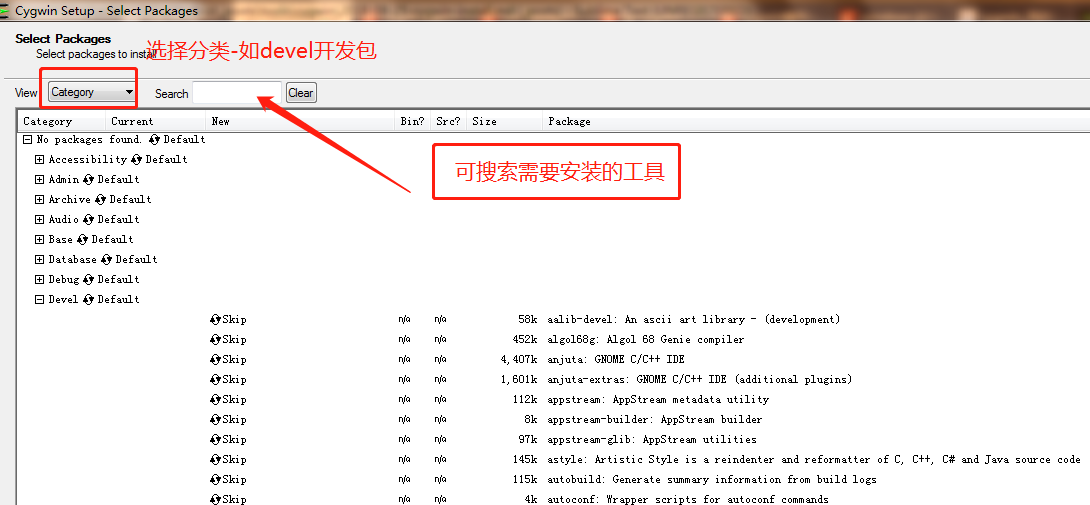 Cygwin Setup - Select Packages
Select Packages
Select packages to install
选择分类-如devel开发包
View Category Search Clear
Category Current New Bin? Src? Size Package
No packages found. Default
可搜索需要安装的工具
Accessibility Default
Admin Default
Archive Default
Audio Default
Base Default
Database Default
Debug Default
Devel Default
Skip n/a n/a 58k aalib-devel: An ascii art library - (development)
Skip n/a n/a 452k algol68g: Algol 68 Genie compiler
Skip n/a n/a 4,407k anjuta: GNOME C/C++ IDE
Skip n/a n/a 1,601k anjuta-extras: GNOME C/C++ IDE (additional plugins)
Skip n/a n/a 112k appstream: AppStream metadata utility
Skip n/a n/a 8k appstream-builder: AppStream builder
Skip n/a n/a 97k appstream-glib: AppStream utilities
Skip n/a n/a 145k astyle: Artistic Style is a reindenter and reformatter of C, C++, C# and Java source code
Skip n/a n/a 115k autobuild: Generate summary information from build logs
Skip n/a n/a 4k autoconf: Wrapper scripts for autoconf commands